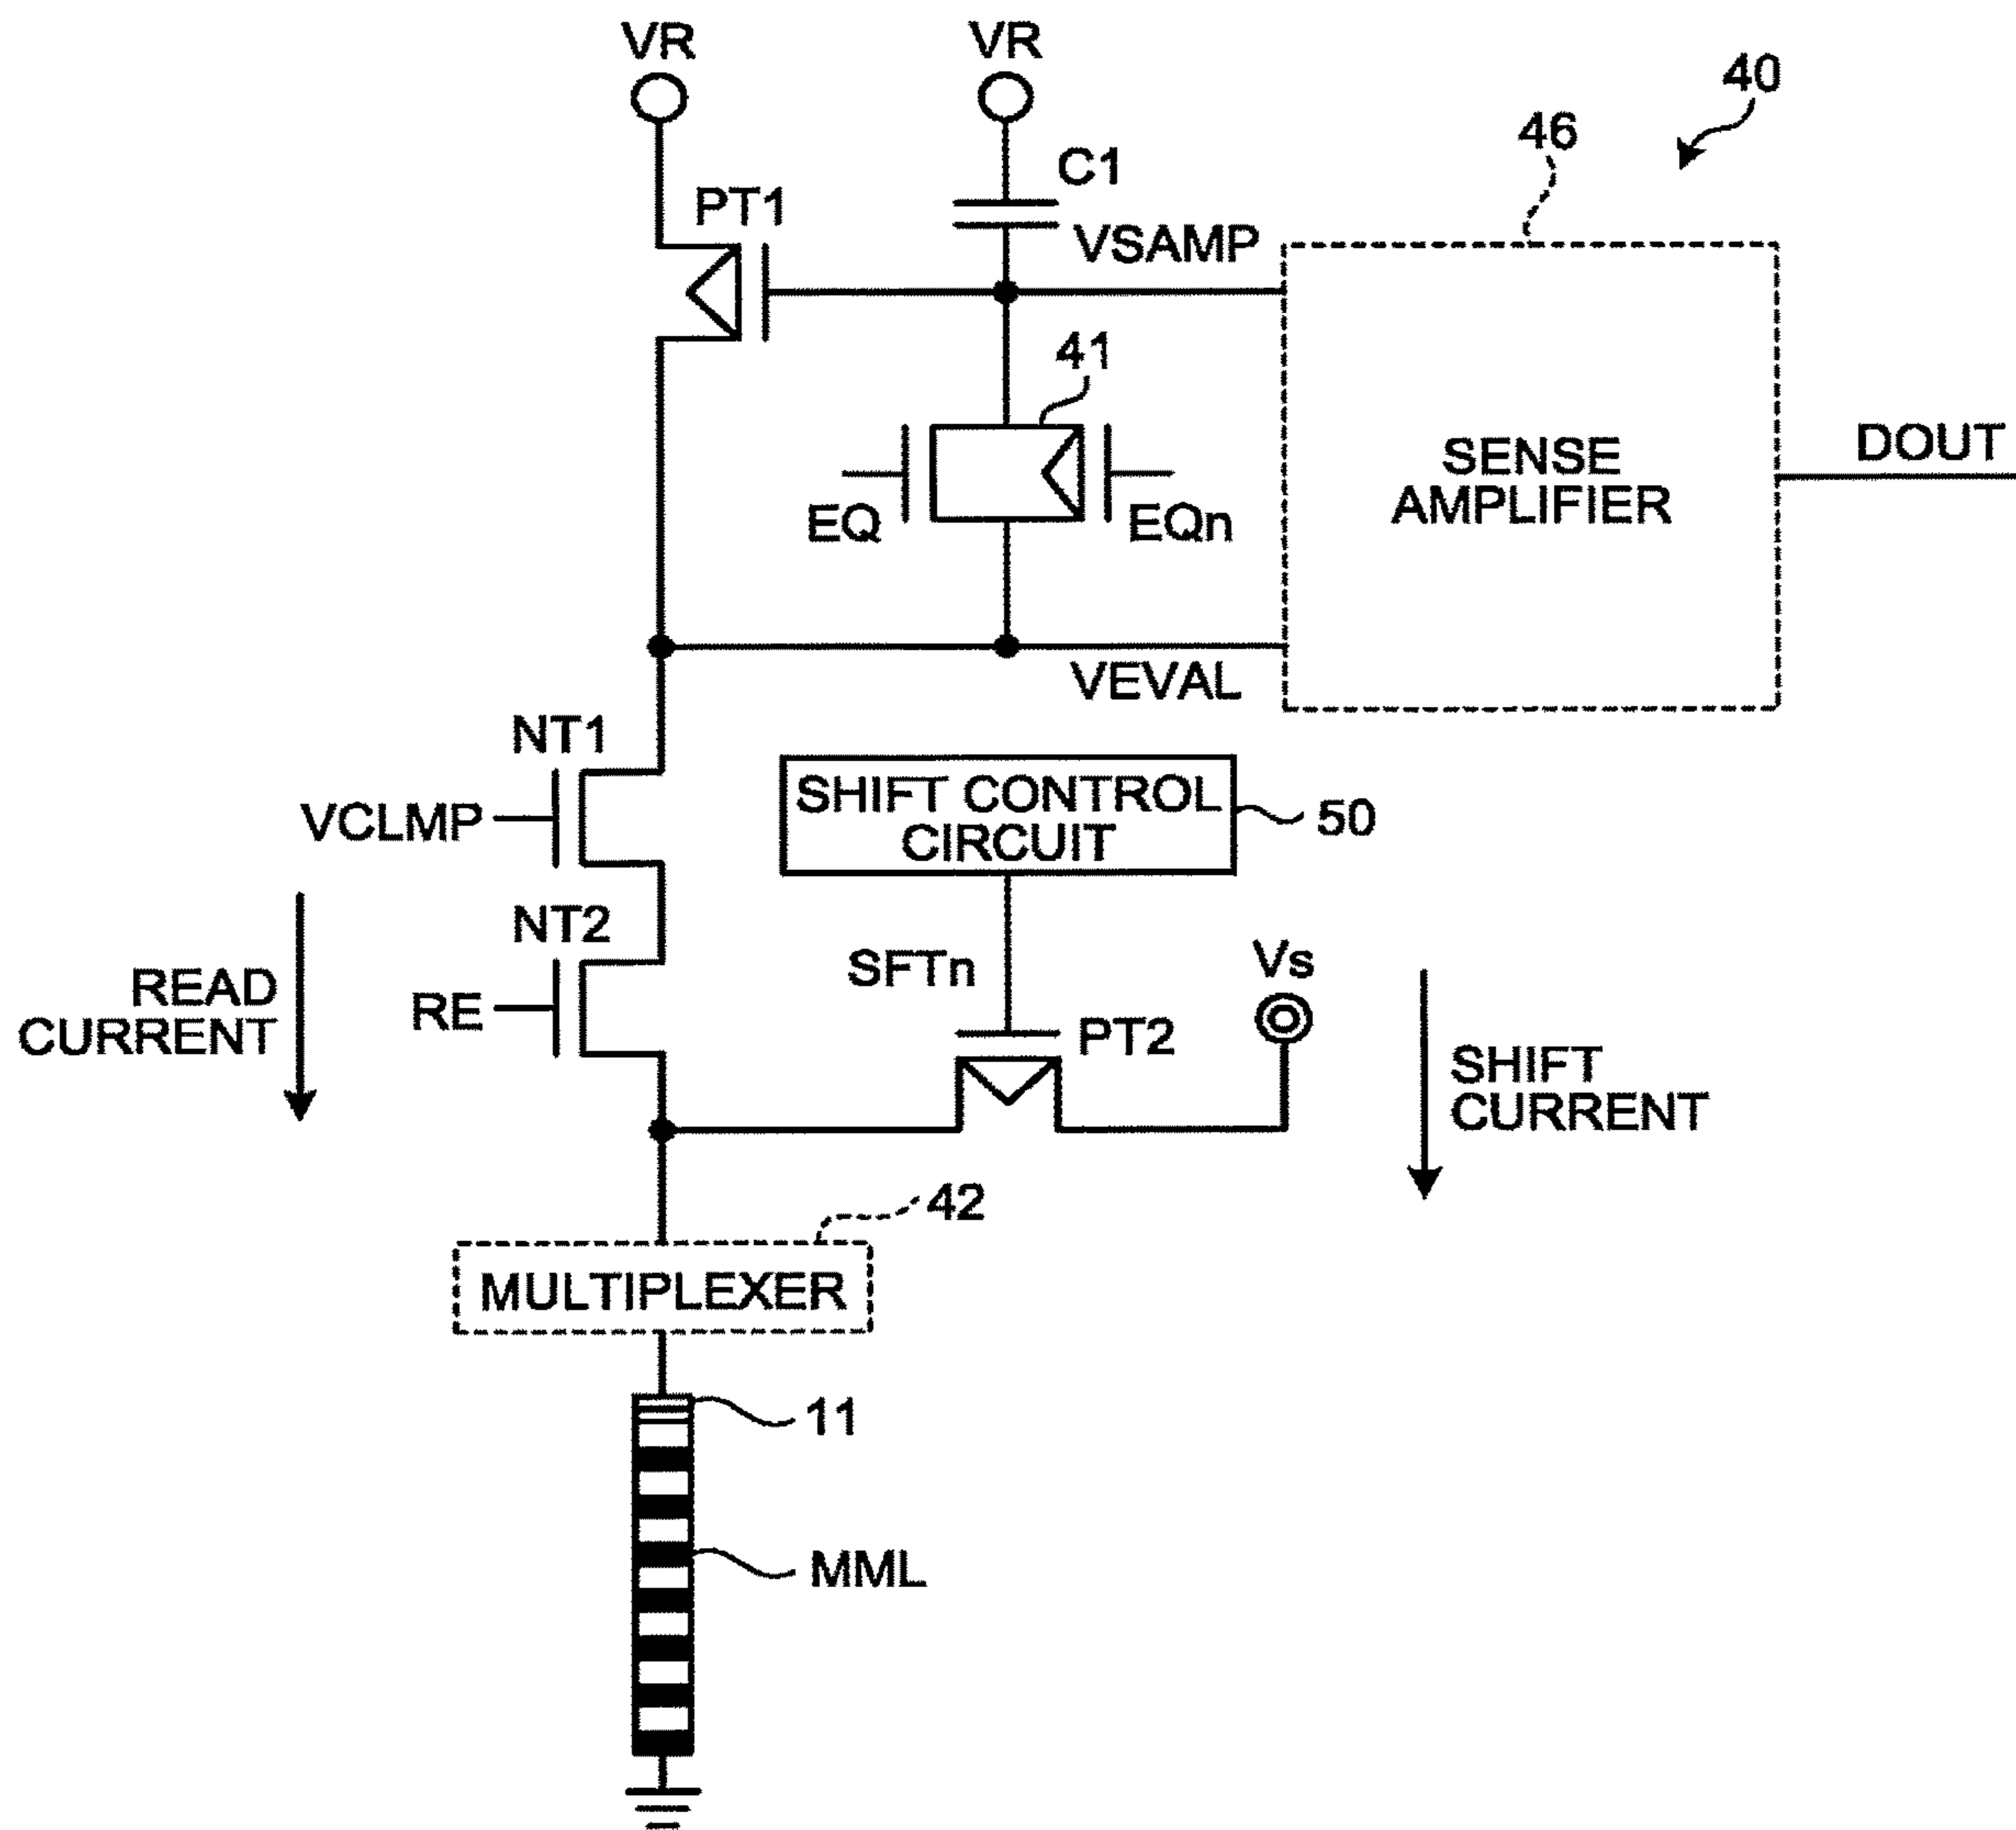 VR
VR
40
46
C1
PT1
VSAMP
41
SENSE
AMPLIFIER
DOUT
EQ
EQn
VEVAL
NT1
VCLMP
SHIFT CONTROL
CIRCUIT
50
NT2
READ
CURRENT
RE
SFTn
Vs
PT2
SHIFT
CURRENT
42
MULTIPLEXER
11
MML